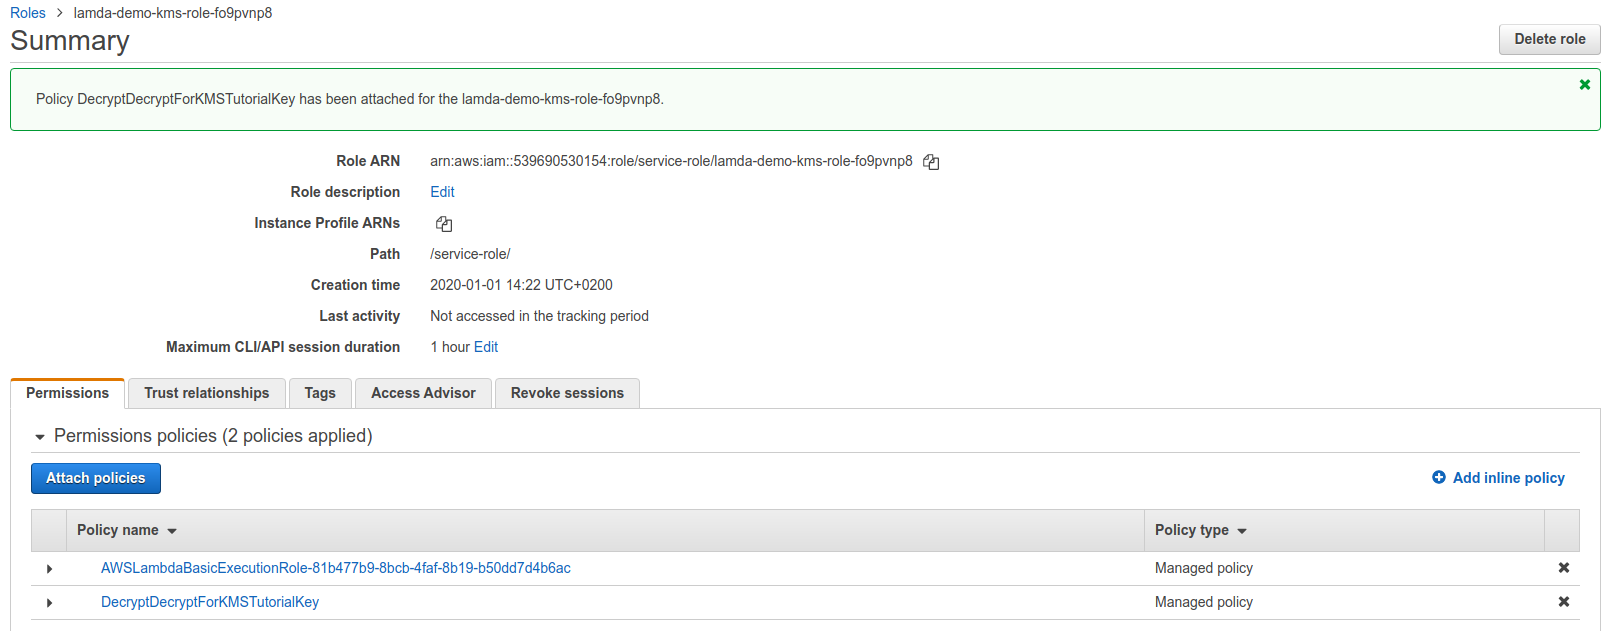 Roles > lamda-demo-kms-role-fo9pvnp8
Summary
Delete role
Policy DecryptDecryptForKMSTutorialKey has been attached for the lamda-demo-kms-role-fo9pvnp8.
Role ARN arn:aws:iam::539690530154:role/service-role/lamda-demo-kms-role-fo9pvnp8
Role description Edit
Instance Profile ARNs
Path /service-role/
Creation time 2020-01-01 14:22 UTC+0200
Last activity Not accessed in the tracking period
Maximum CLI/API session duration 1 hour Edit
Permissions Trust relationships Tags Access Advisor Revoke sessions
Permissions policies (2 policies applied)
Attach policies Add inline policy
Policy name Policy type
AWSLambdaBasicExecutionRole-81b477b9-8bcb-4faf-8b19-b50dd7d4b6ac Managed policy
DecryptDecryptForKMSTutorialKey Managed policy